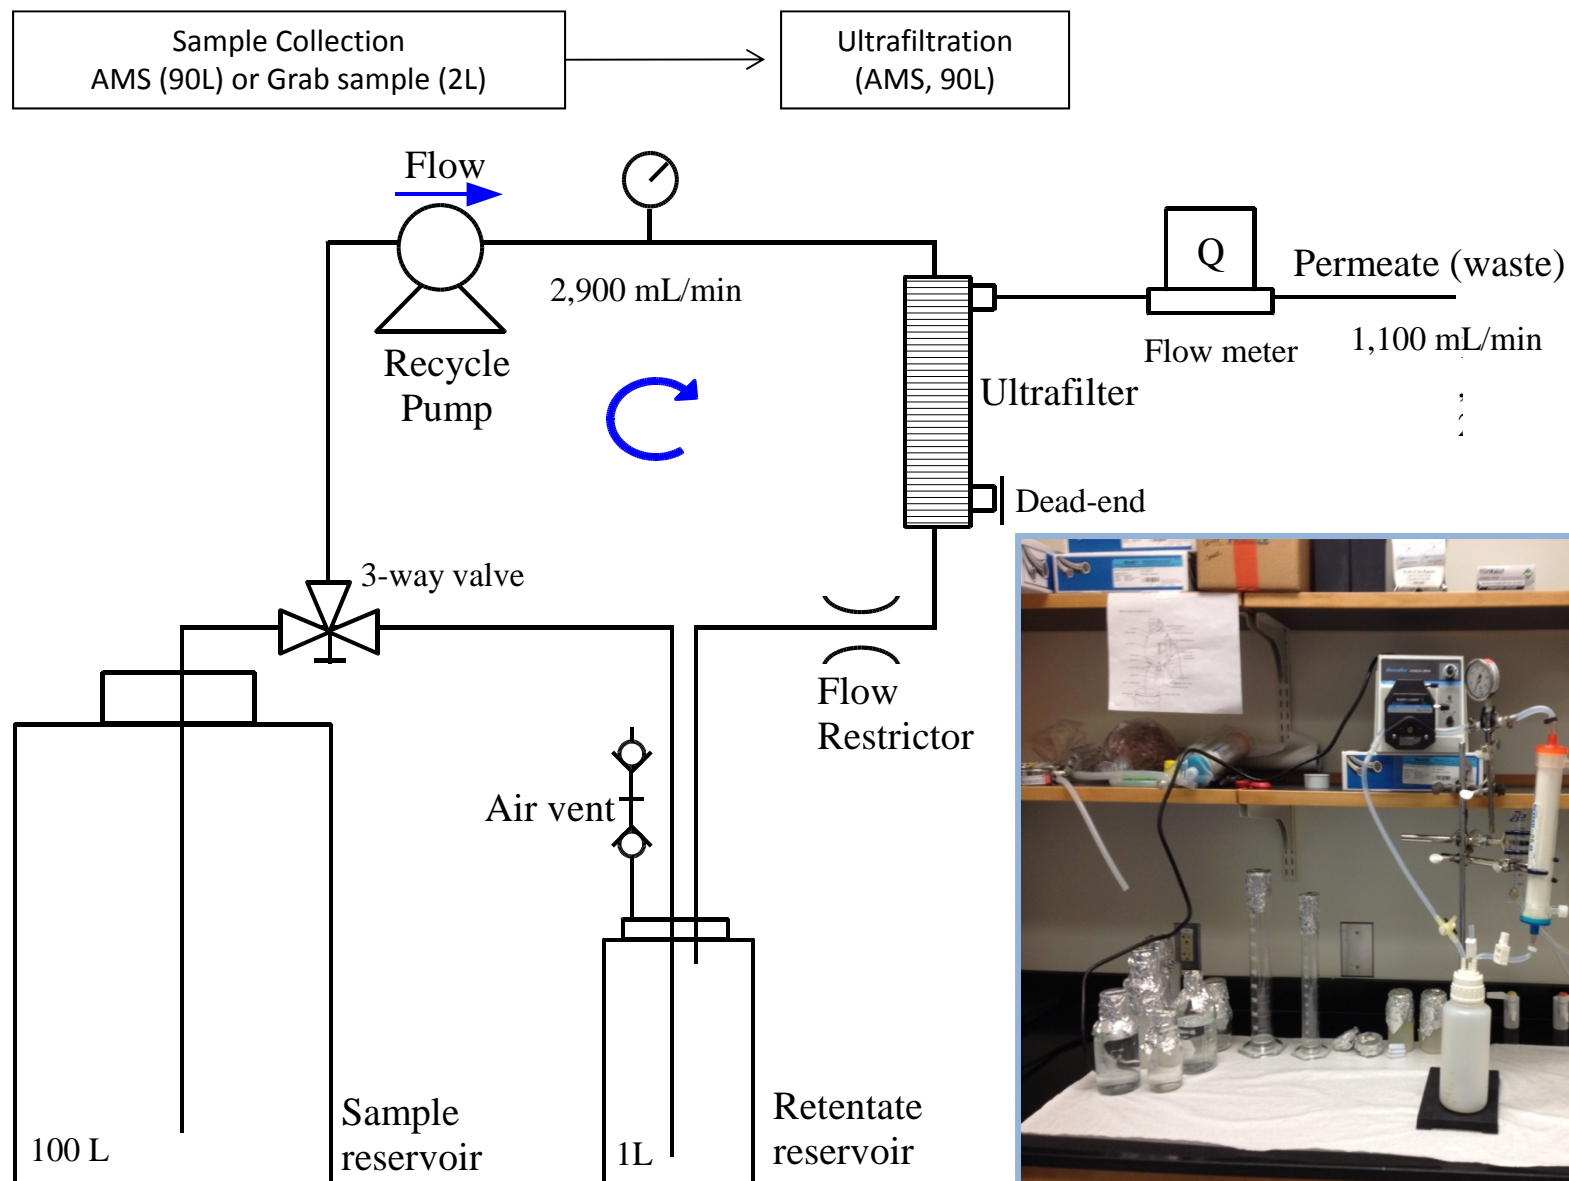 Sample Collection
AMS (90L) or Grab sample (2L)
Ultrafiltration
(AMS, 90L)
Flow
2,900 mL/min
Recycle
Pump
Q
Permeate (waste)
Flow meter
1,100 mL/min
Ultrafilter
Dead-end
3-way valve
Flow
Restrictor
Air vent
Sample
reservoir
100 L
Retentate
reservoir
1L